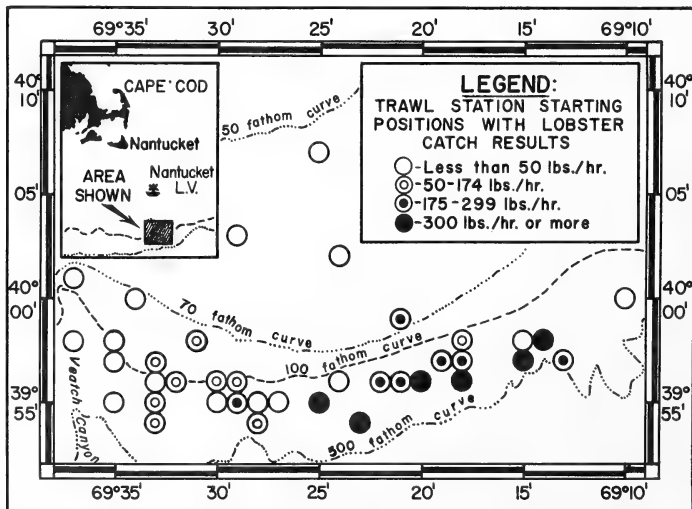 69°35' 30' 25' 20' 15' 69°10'
40°
10'
05'
40°
00'
39°
55'
40°
10'
05'
40°
00'
39°
55'
CAPE COD
Nantucket
Nantucket
L.V.
AREA
SHOWN
LEGEND:
TRAWL STATION STARTING
POSITIONS WITH LOBSTER
CATCH RESULTS
-Less than 50 lbs./hr.
-50-174 lbs./hr.
-175-299 lbs./hr.
-300 lbs./hr. or more
50 fathom curve
70 fathom curve
100 fathom curve
500 fathom curve
Veatch Canyon
69°35' 30' 25' 20' 15' 69°10'